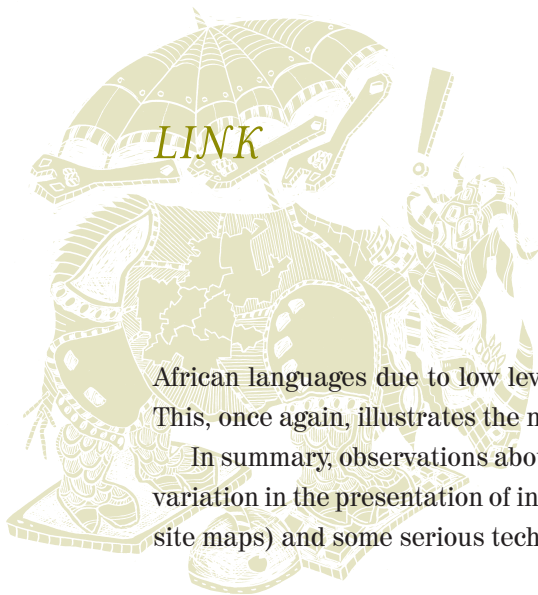 LINK
African languages due to low lev
This, once again, illustrates the n
In summary, observations abo
variation in the presentation of in
site maps) and some serious tech